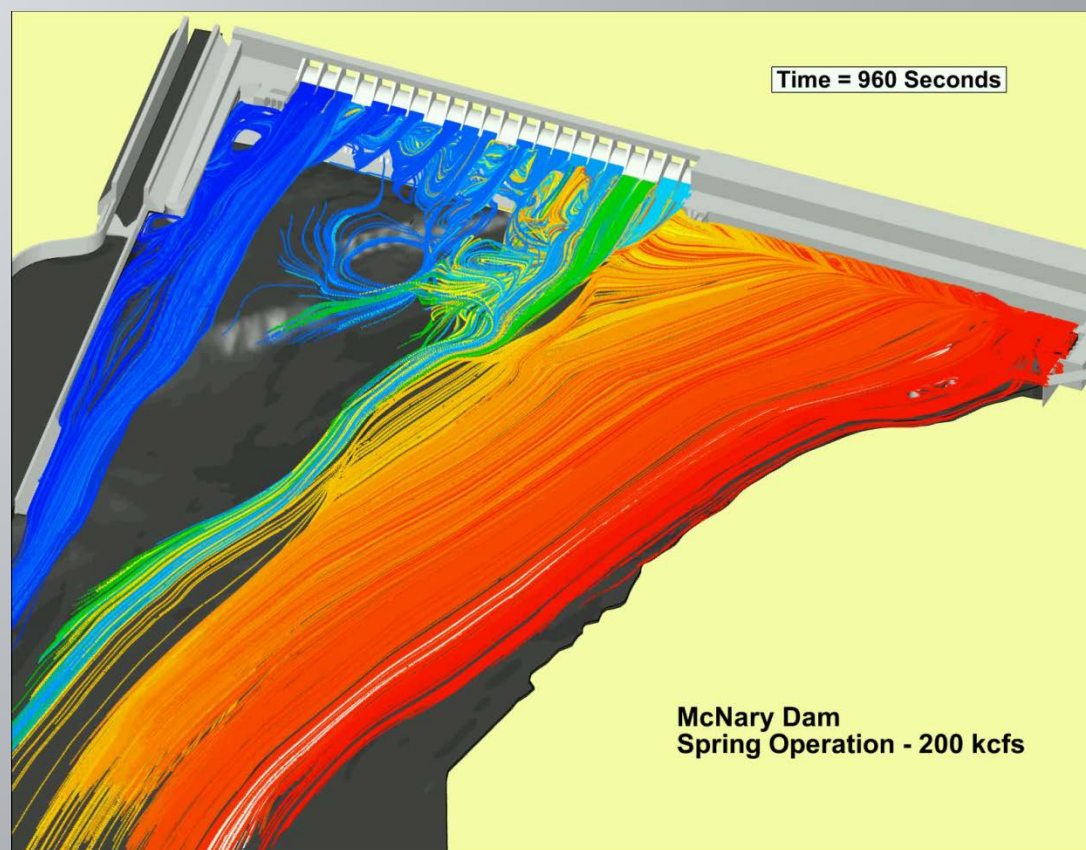 Time = 960 Seconds
McNary Dam
Spring Operation - 200 kcfs